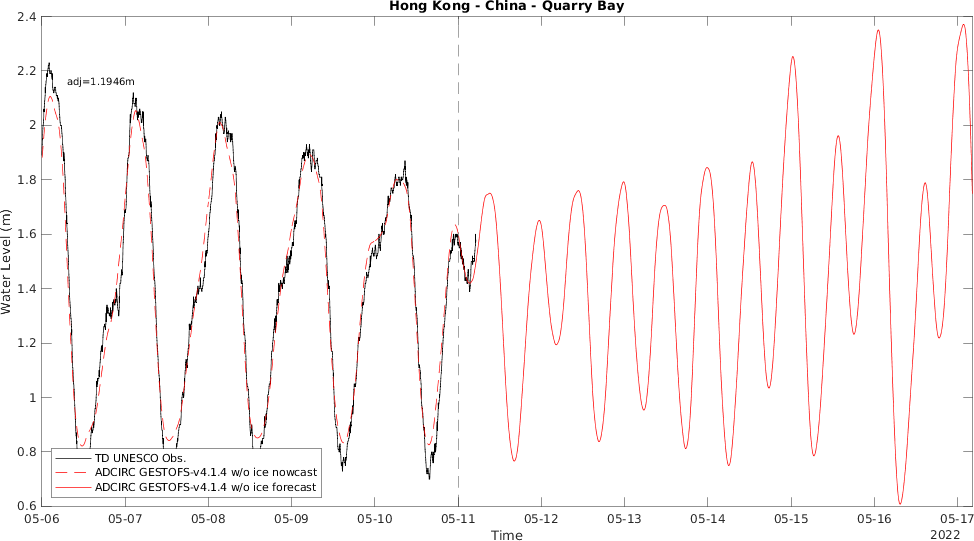 Hong Kong - China - Quarry Bay
2.4
2.2
2
1.8
1.6
1.4
1.2
1
0.8
0.6
Water Level (m)
adj=1.1946m
TD UNESCO Obs.
ADCIRC GESTOFS-v4.1.4 w/o ice nowcast
ADCIRC GESTOFS-v4.1.4 w/o ice forecast
05-06 05-07 05-08 05-09 05-10 05-11 05-12 05-13 05-14 05-15 05-16 05-17
Time
2022